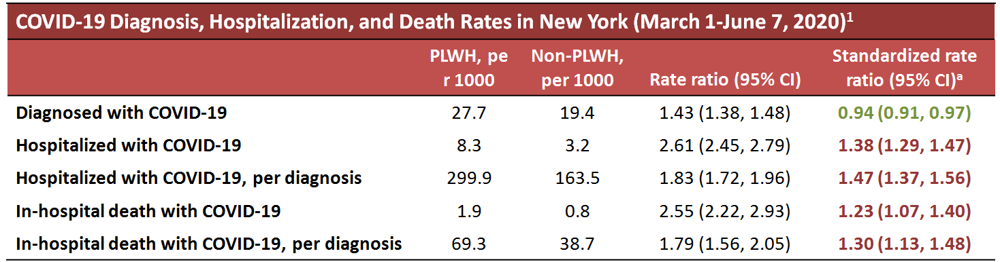 COVID-19 Diagnosis, Hospitalization, and Death Rates in New York (March 1-June 7, 2020)1
PLWH, pe Non-PLWH, Standardized rate
r 1000 per 1000 Rate ratio (95% CI) ratio (95% CI)a
Diagnosed with COVID-19 27.7 19.4 1.43 (1.38, 1.48) 0.94 (0.91, 0.97)
Hospitalized with COVID-19 8.3 3.2 2.61 (2.45, 2.79) 1.38 (1.29, 1.47)
Hospitalized with COVID-19, per diagnosis 299.9 163.5 1.83 (1.72, 1.96) 1.47 (1.37, 1.56)
In-hospital death with COVID-19 1.9 0.8 2.55 (2.22, 2.93) 1.23 (1.07, 1.40)
In-hospital death with COVID-19, per diagnosis 69.3 38.7 1.79 (1.56, 2.05) 1.30 (1.13, 1.48)